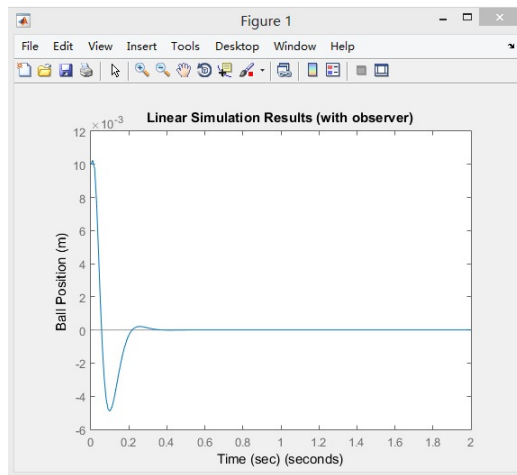 Figure 1
File Edit View Insert Tools Desktop Window Help
×10-3
Linear Simulation Results (with observer)
12
10
8
6
4
2
0
-2
-4
-6
Ball Position (m)
0 0.2 0.4 0.6 0.8 1 1.2 1.4 1.6 1.8 2
Time (sec) (seconds)